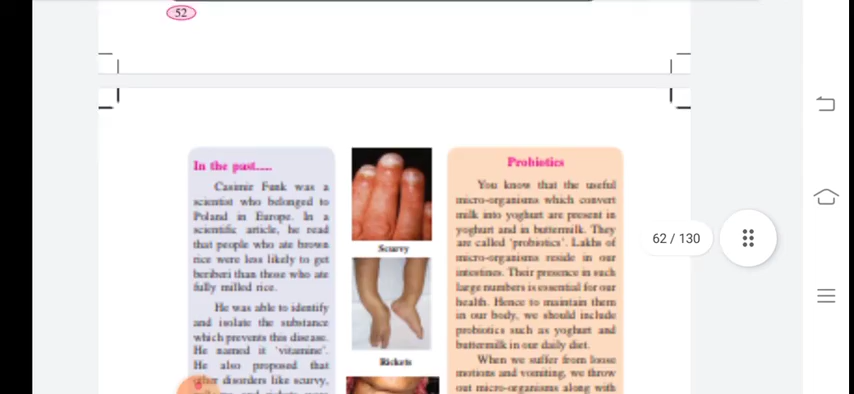 52
In the past.....
Casimir Funk was a
scientist who belonged to
Poland in Europe. In a
scientific article, he read
that people who ate brown
rice were less likely to get
beriberi than those who ate
fully milled rice.
He was able to identify
and isolate the substance
which prevents this disease.
He named it 'vitamine'.
He also proposed that
other disorders like scurvy,
Scurvy
Rickets
Probiotics
You know that the useful
micro-organisms which convert
milk into yoghurt are present in
yoghurt and in buttermilk. They
are called 'probiotics'. Lakhs of
micro-organisms reside in our
intestines. Their presence in such
large numbers is essential for our
health. Hence to maintain them
in our body, we should include
probiotics such as yoghurt and
buttermilk in our daily diet.
When we suffer from loose
motions and vomiting, we throw
out micro-organisms along with
62 / 130